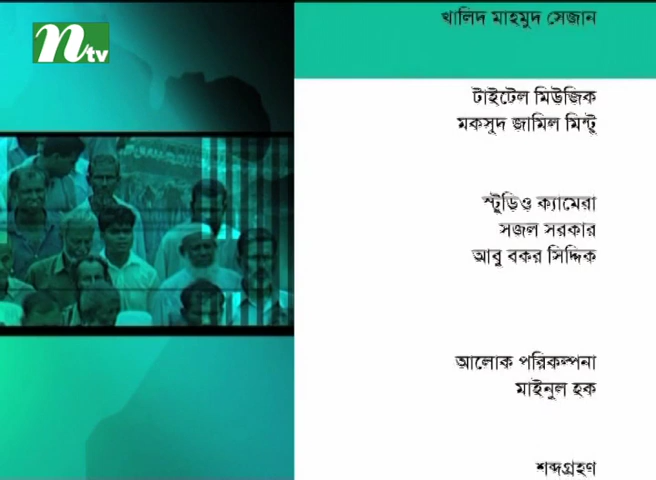 ntv
খালিদ মাহমুদ সেজান
টাইটেল মিউজিক
মকসুদ জামিল মিন্টু
স্টুডিও ক্যামেরা
সজল সরকার
আবু বকর সিদ্দিক
আলোক পরিকল্পনা
মাইনুল হক
শব্দগ্রহণ